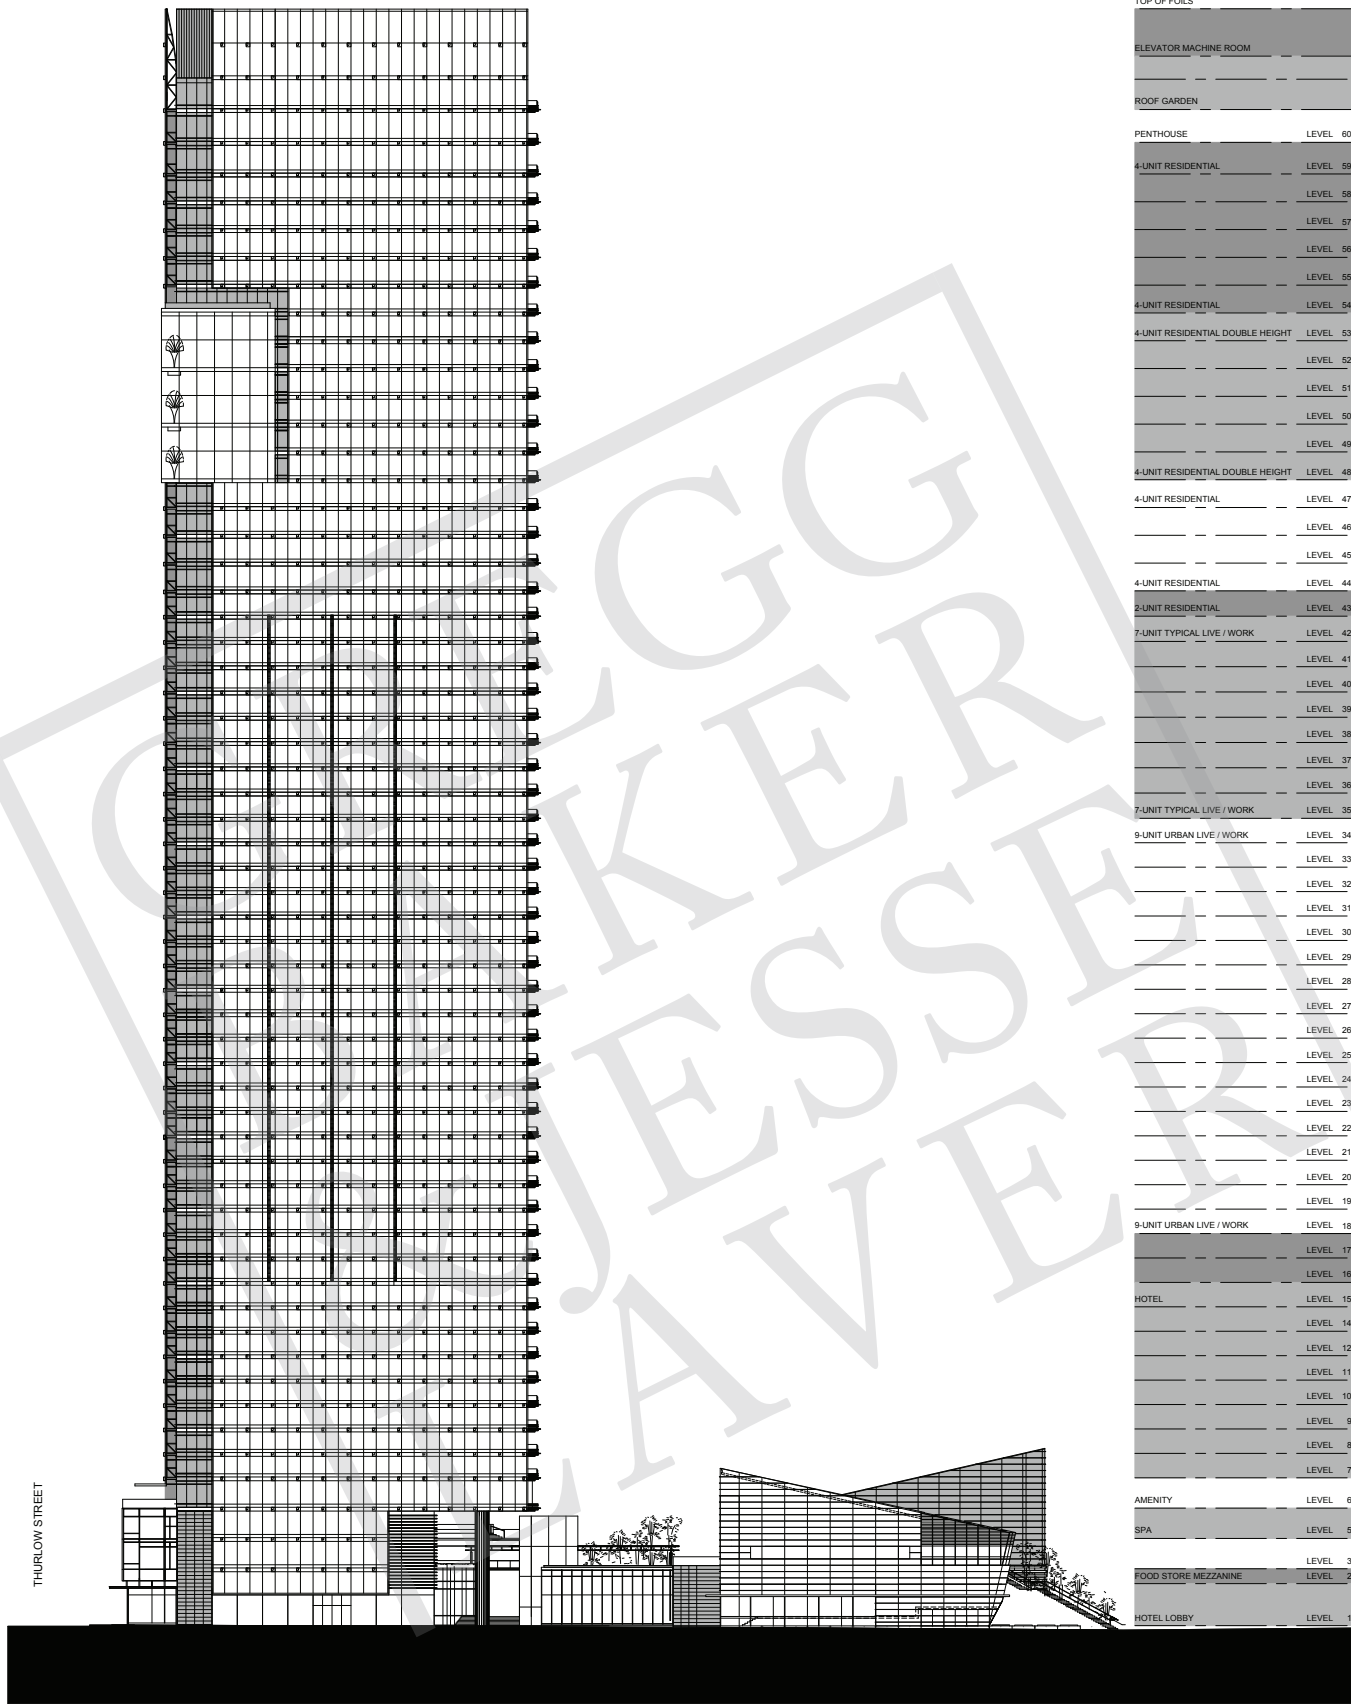 TOP OF FOILS
ELEVATOR MACHINE ROOM
ROOF GARDEN
PENTHOUSE LEVEL 60
4-UNIT RESIDENTIAL LEVEL 59
LEVEL 58
LEVEL 57
LEVEL 56
LEVEL 55
4-UNIT RESIDENTIAL LEVEL 54
4-UNIT RESIDENTIAL DOUBLE HEIGHT LEVEL 53
LEVEL 52
LEVEL 51
LEVEL 50
LEVEL 49
4-UNIT RESIDENTIAL DOUBLE HEIGHT LEVEL 48
4-UNIT RESIDENTIAL LEVEL 47
LEVEL 46
LEVEL 45
4-UNIT RESIDENTIAL LEVEL 44
2-UNIT RESIDENTIAL LEVEL 43
7-UNIT TYPICAL LIVE / WORK LEVEL 42
LEVEL 41
LEVEL 40
LEVEL 39
LEVEL 38
LEVEL 37
LEVEL 36
7-UNIT TYPICAL LIVE / WORK LEVEL 35
9-UNIT URBAN LIVE / WORK LEVEL 34
LEVEL 33
LEVEL 32
LEVEL 31
LEVEL 30
LEVEL 29
LEVEL 28
LEVEL 27
LEVEL 26
LEVEL 25
LEVEL 24
LEVEL 23
LEVEL 22
LEVEL 21
LEVEL 20
LEVEL 19
9-UNIT URBAN LIVE / WORK LEVEL 18
LEVEL 17
LEVEL 16
HOTEL LEVEL 15
LEVEL 14
LEVEL 12
LEVEL 11
LEVEL 10
LEVEL 9
LEVEL 8
LEVEL 7
AMENITY LEVEL 6
SPA LEVEL 5
LEVEL 3
FOOD STORE MEZZANINE LEVEL 2
HOTEL LOBBY LEVEL 1
THURLOW STREET
GREGG
BAKER
& JESSE
LAVER